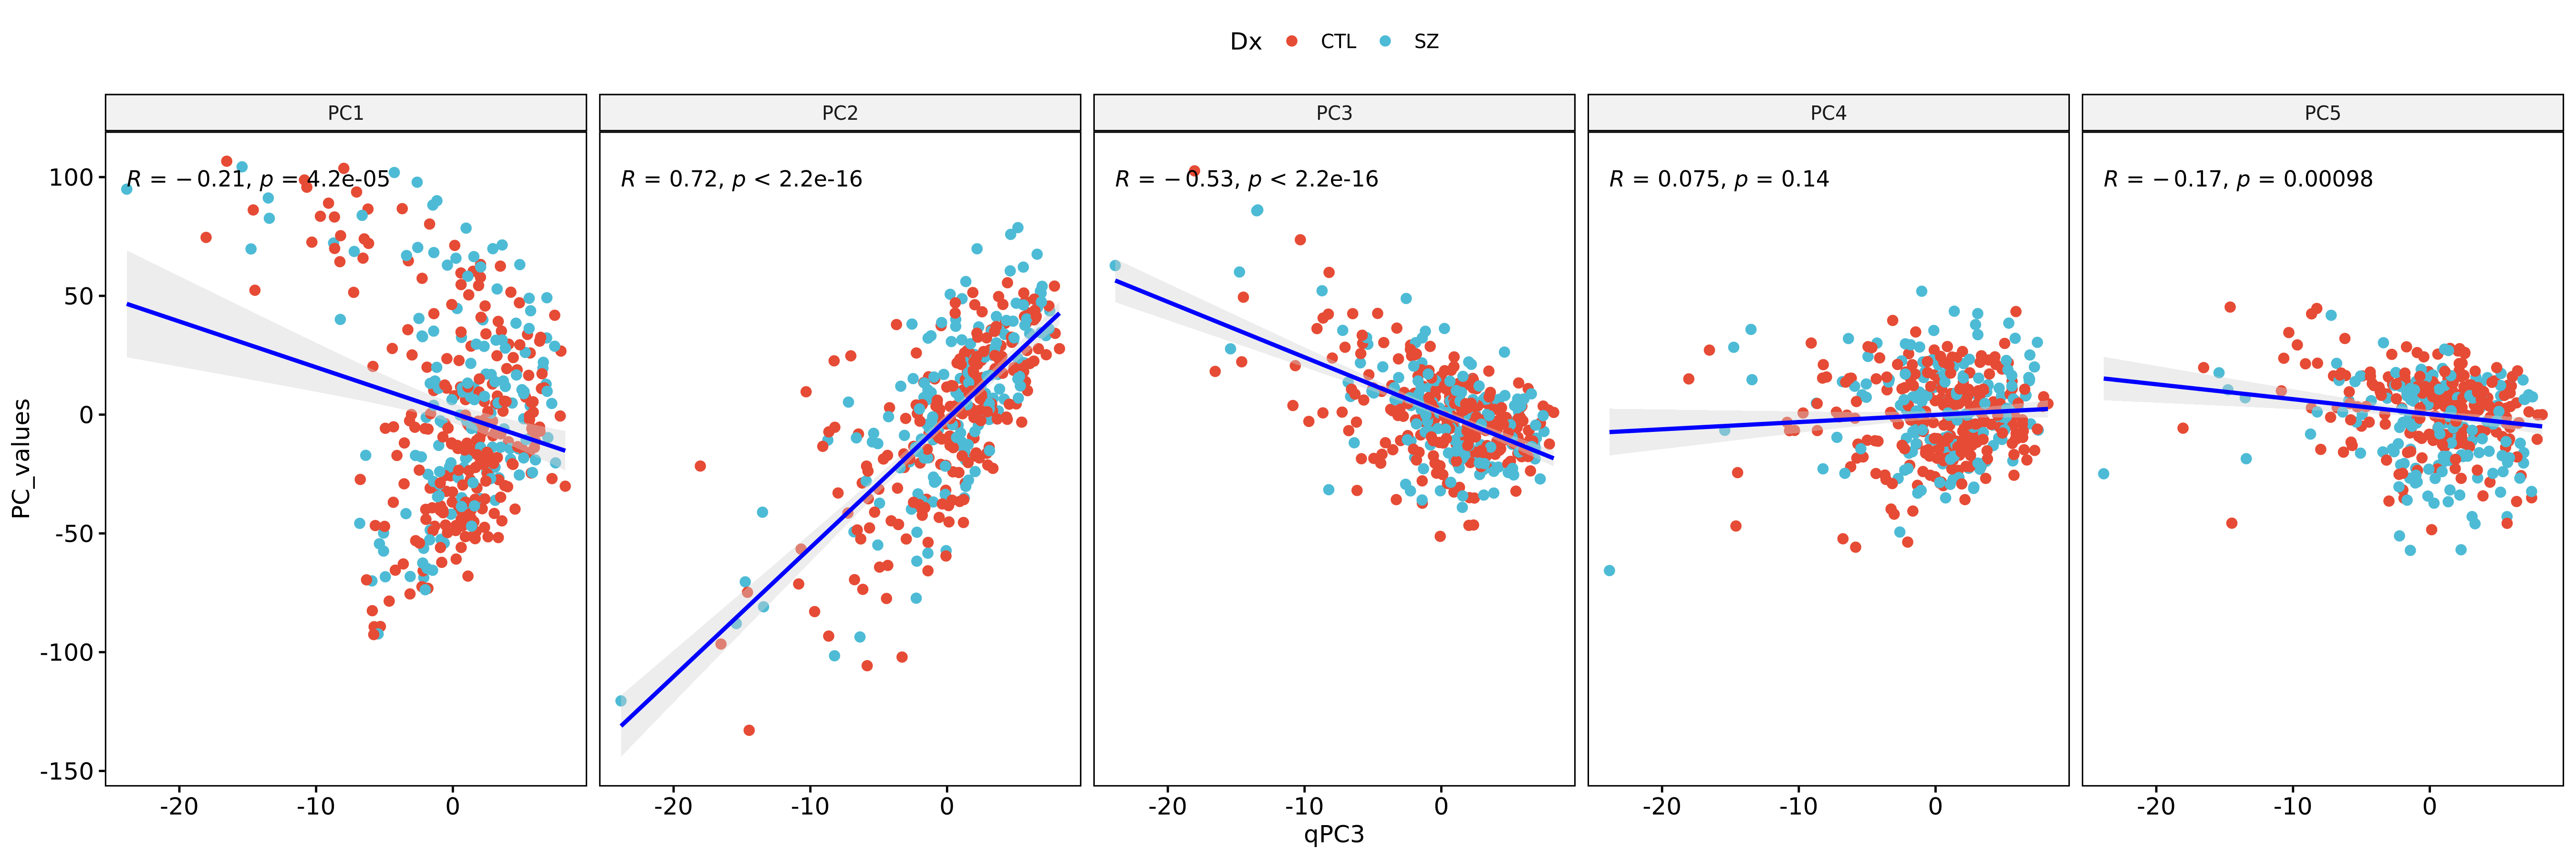 Dx CTL SZ
PC1 PC2 PC3 PC4 PC5
R = −0.21, p = 4.2e-05 R = 0.72, p < 2.2e-16 R = −0.53, p < 2.2e-16 R = 0.075, p = 0.14 R = −0.17, p = 0.00098
100
50
0
-50
-100
-150
PC_values
-20 -10 0 -20 -10 0 -20 -10 0 -20 -10 0 -20 -10 0
qPC3